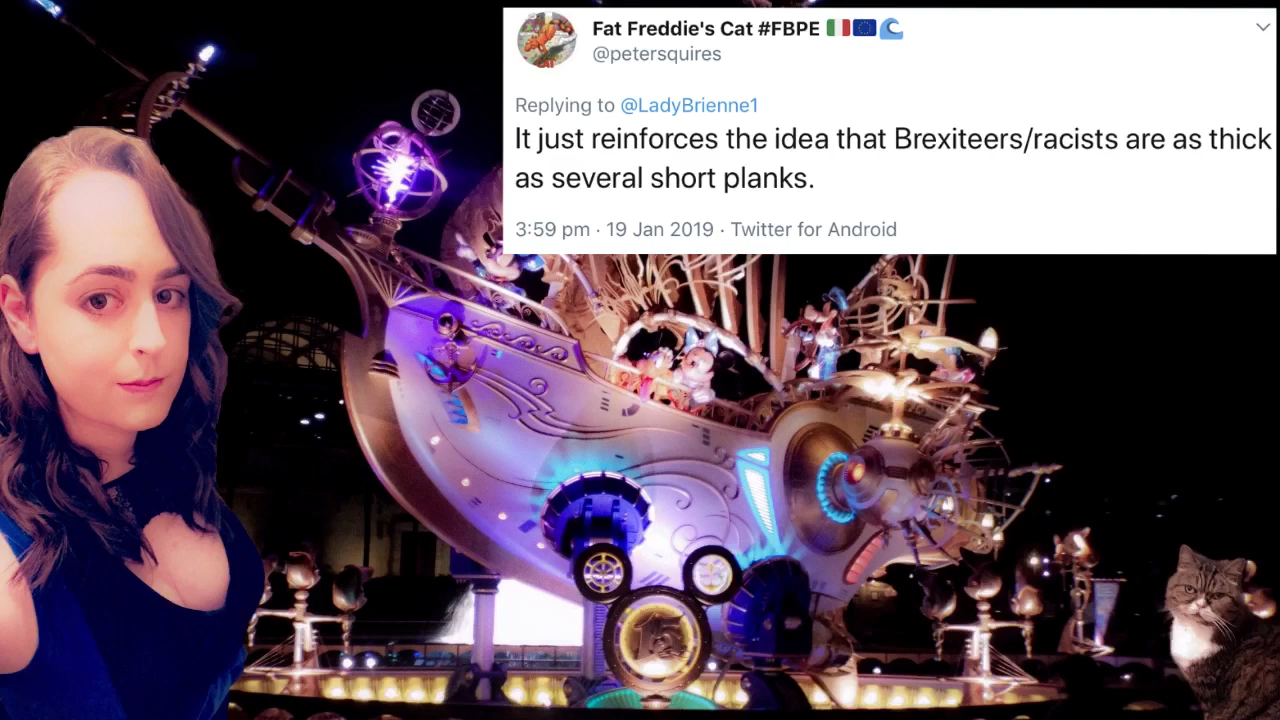 Fat Freddie's Cat #FBPE 🇮🇹🇪🇺🌊
@petersquires
Replying to @LadyBrienne1
It just reinforces the idea that Brexiteers/racists are as thick
as several short planks.
3:59 pm · 19 Jan 2019 · Twitter for Android
15